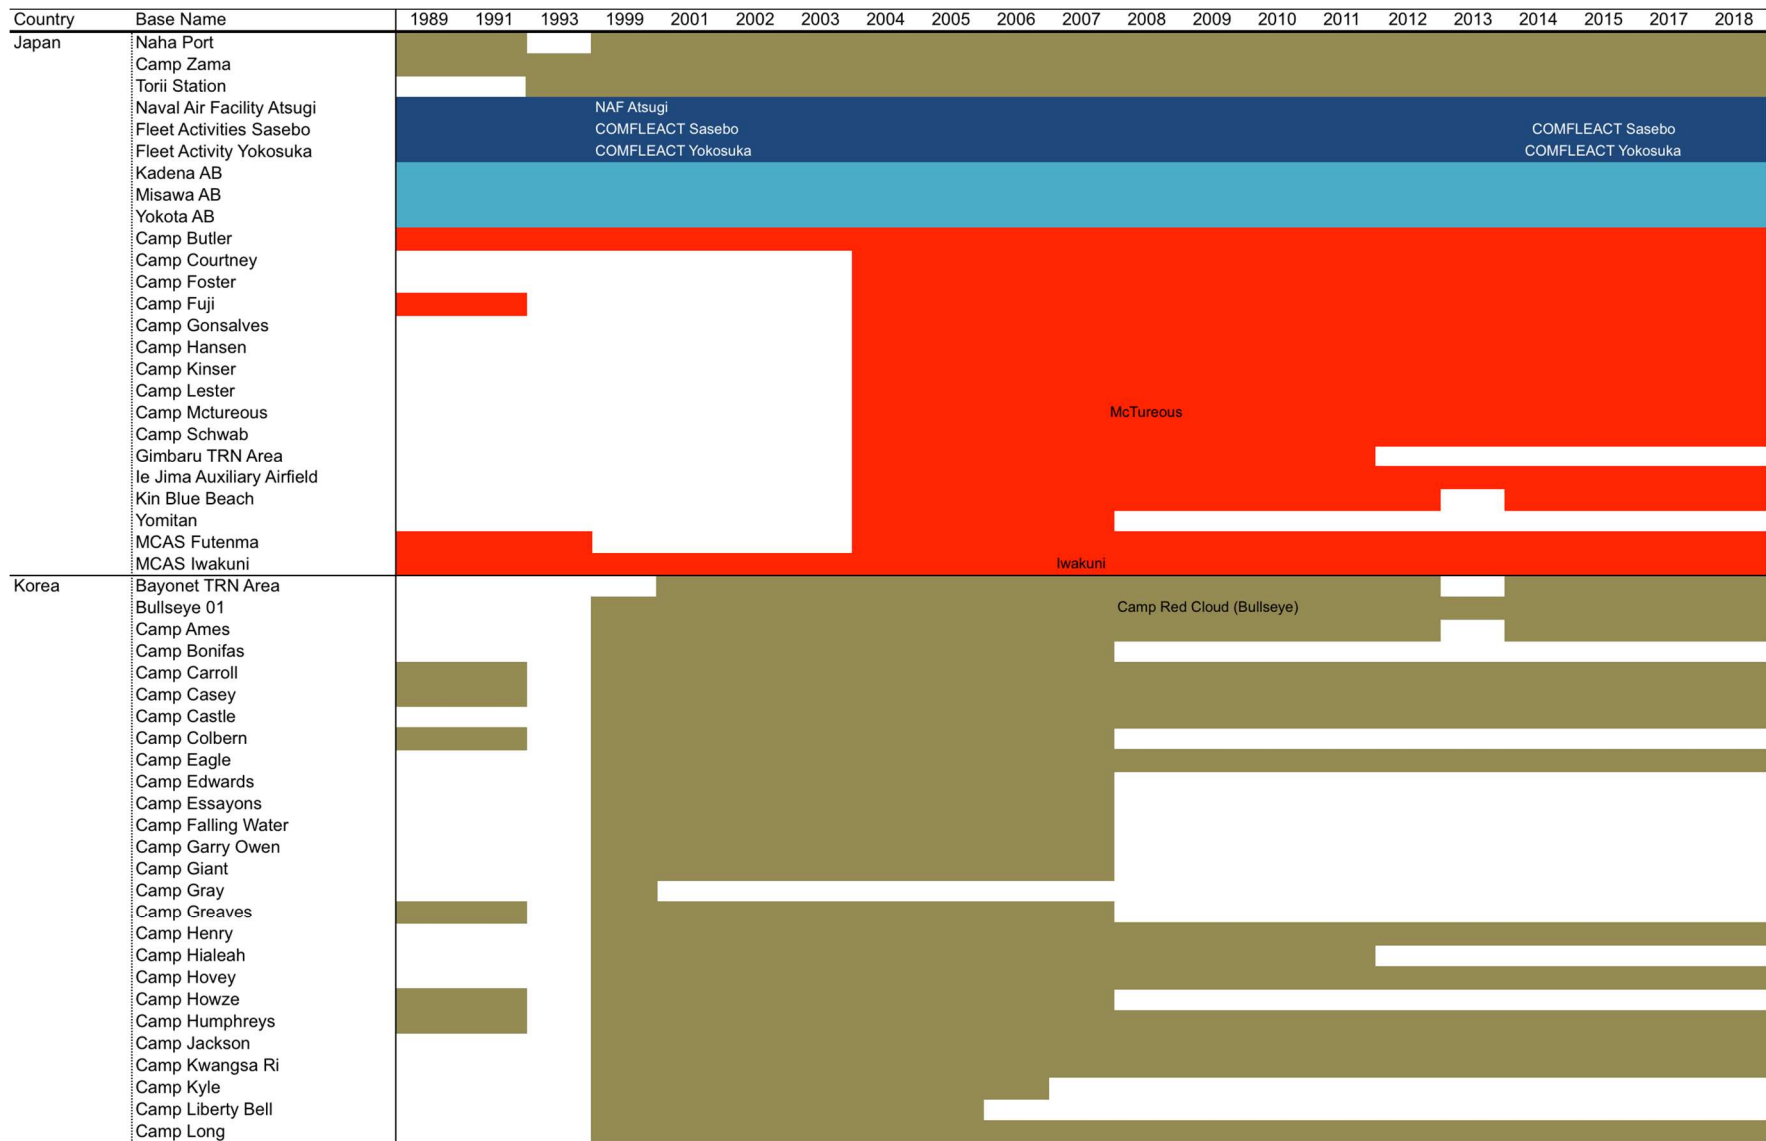 Country Base Name 1989 1991 1993 1999 2001 2002 2003 2004 2005 2006 2007 2008 2009 2010 2011 2012 2013 2014 2015 2017 2018
Japan Naha Port
Camp Zama
Torii Station
Naval Air Facility Atsugi NAF Atsugi
Fleet Activities Sasebo COMFLEACT Sasebo COMFLEACT Sasebo
Fleet Activity Yokosuka COMFLEACT Yokosuka COMFLEACT Yokosuka
Kadena AB
Misawa AB
Yokota AB
Camp Butler
Camp Courtney
Camp Foster
Camp Fuji
Camp Gonsalves
Camp Hansen
Camp Kinser
Camp Lester
Camp Mctureous McTureous
Camp Schwab
Gimbaru TRN Area
Ie Jima Auxiliary Airfield
Kin Blue Beach
Yomitan
MCAS Futenma
MCAS Iwakuni Iwakuni
Korea Bayonet TRN Area
Bullseye 01 Camp Red Cloud (Bullseye)
Camp Ames
Camp Bonifas
Camp Carroll
Camp Casey
Camp Castle
Camp Colbern
Camp Eagle
Camp Edwards
Camp Essayons
Camp Falling Water
Camp Garry Owen
Camp Giant
Camp Gray
Camp Greaves
Camp Henry
Camp Hialeah
Camp Hovey
Camp Howze
Camp Humphreys
Camp Jackson
Camp Kwangsa Ri
Camp Kyle
Camp Liberty Bell
Camp Long